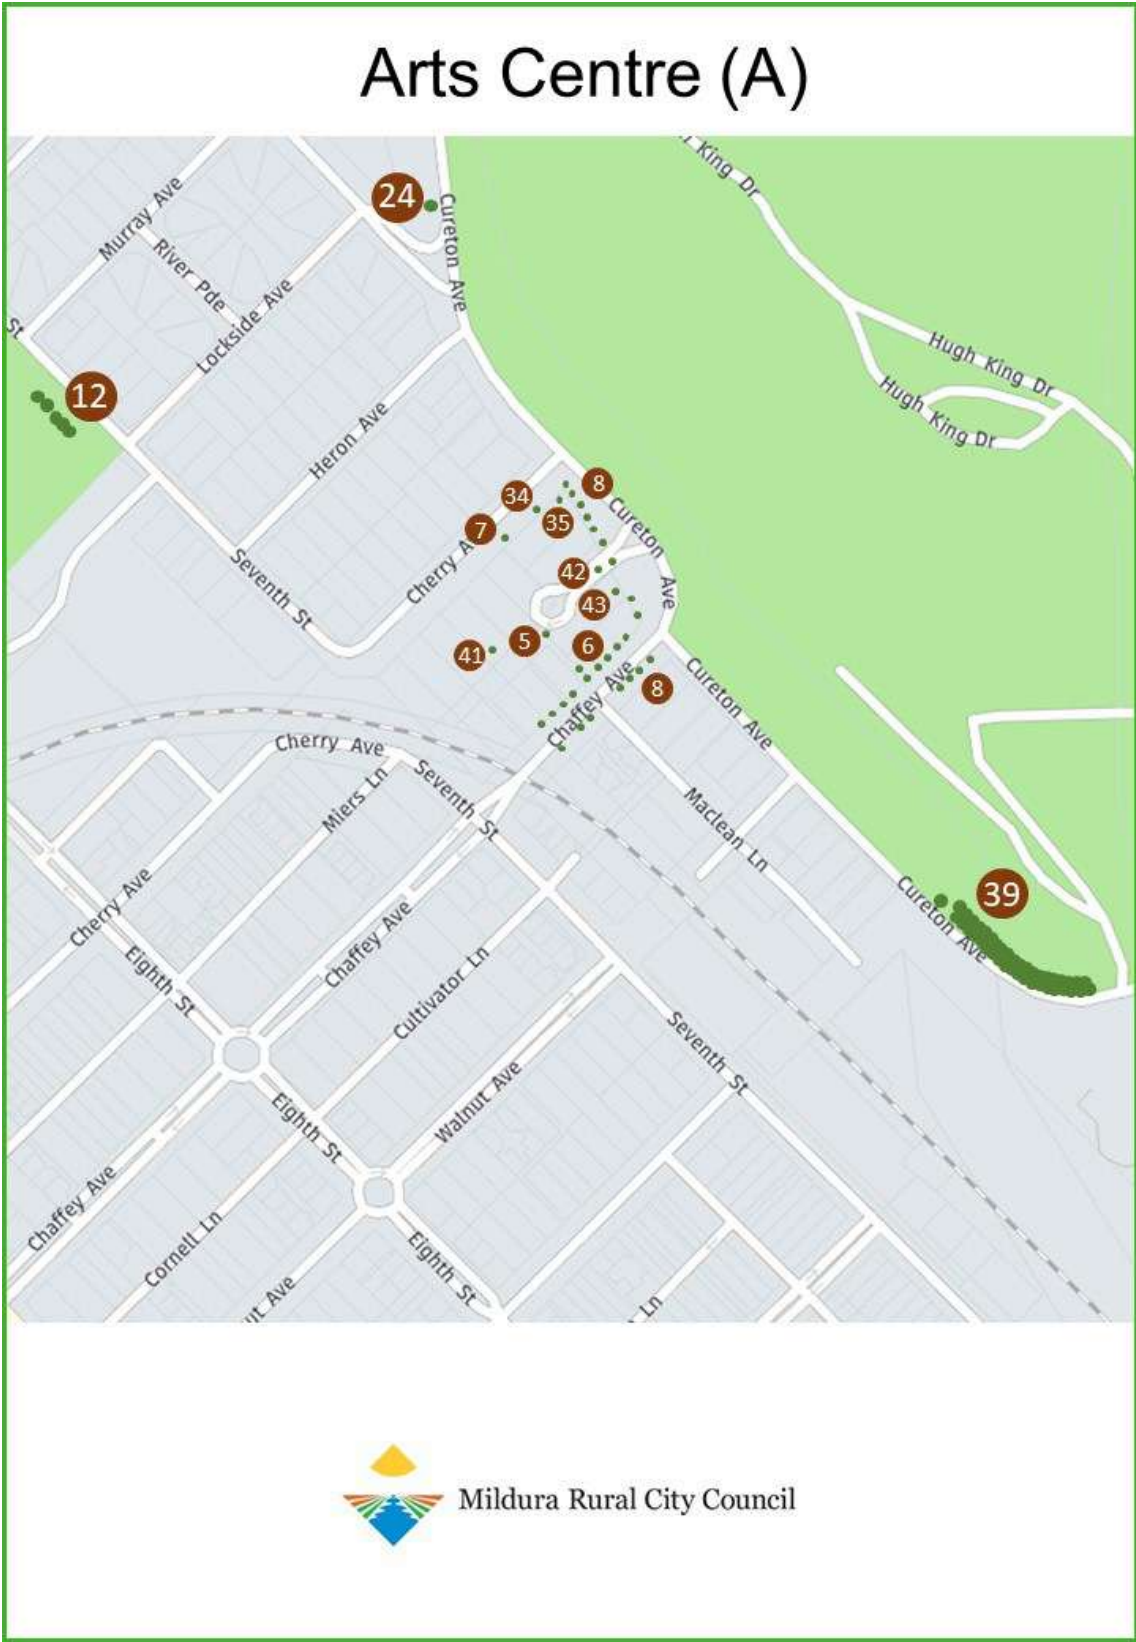 Arts Centre (A)
King Dr
24
Murray Ave
Cureton Ave
River Pde
Lockside Ave
St
Hugh King Dr
12
Hugh King Dr
Heron Ave
34
8
7
35
Cureton Ave
Cherry A
42
Seventh St
43
5
6
41
8
Chaffey Ave
Cureton Ave
Cherry Ave
Miers Ln
Seventh St
Maclean Ln
39
Cherry Ave
Cureton Ave
Chaffey Ave
Eighth St
Cultivator Ln
Seventh St
Walnut Ave
Eighth St
Chaffey Ave
Cornell Ln
Eighth St
ut Ave
Ln
Mildura Rural City Council